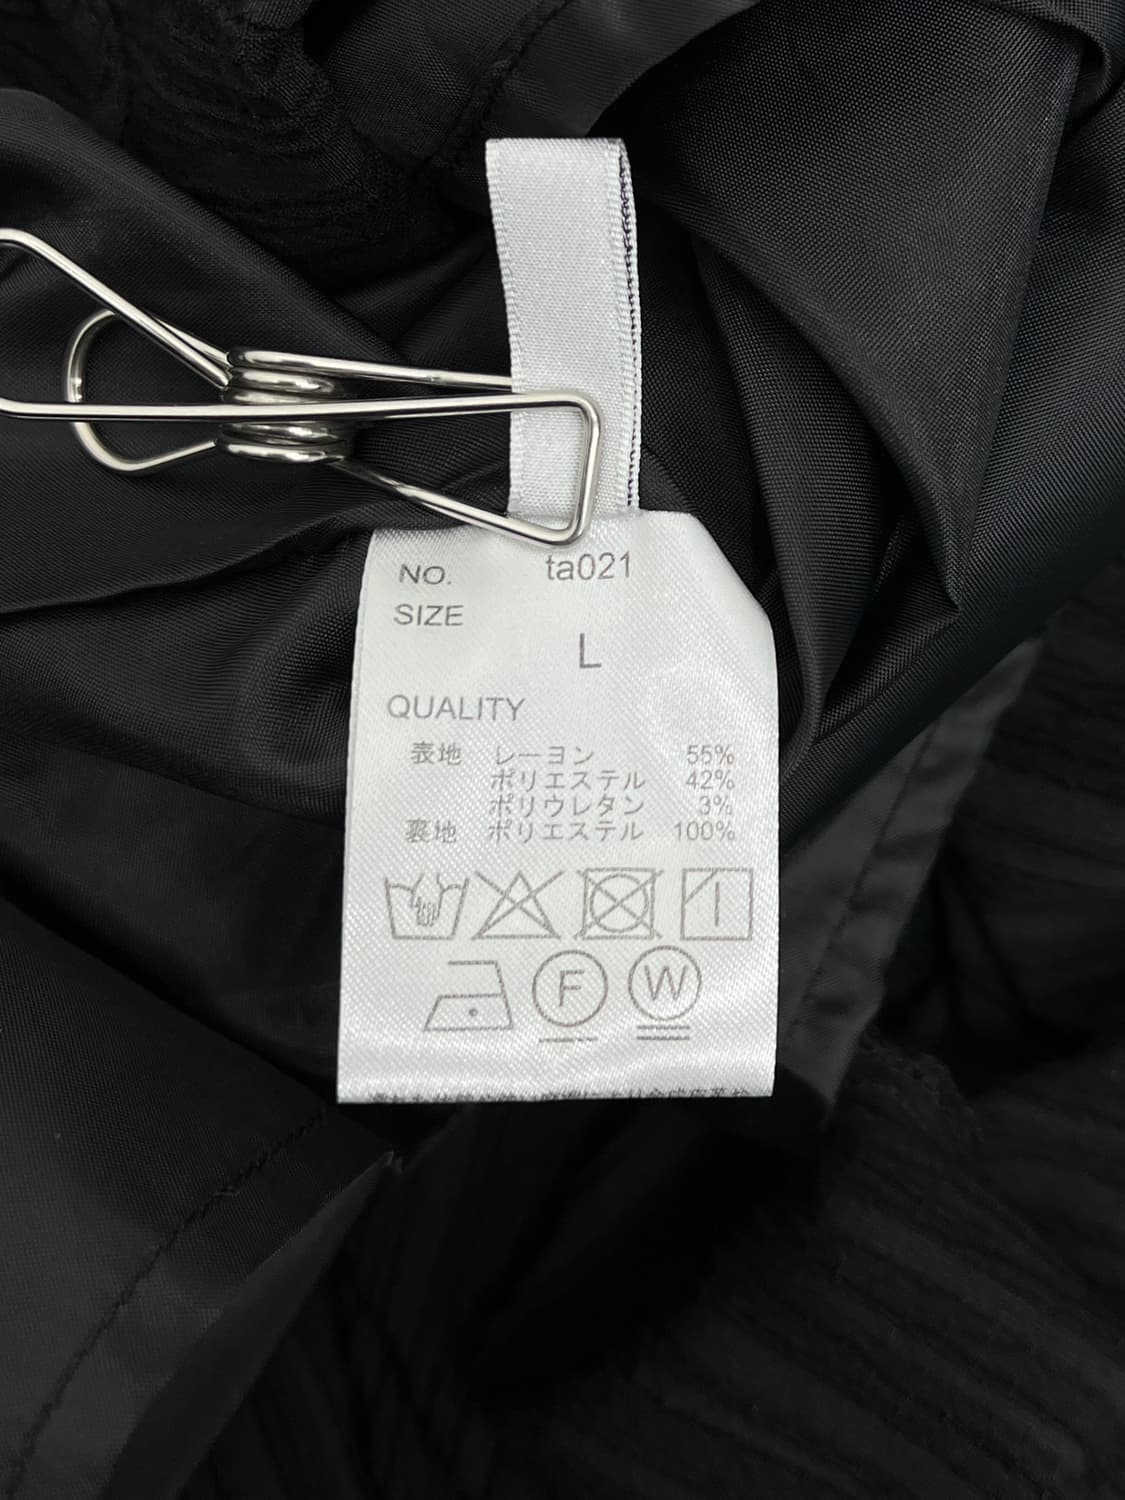 NO. ta021
SIZE
L
QUALITY
表地 レーヨン 55%
ポリエステル 42%
ポリウレタン 3%
裏地 ポリエステル 100%
F W